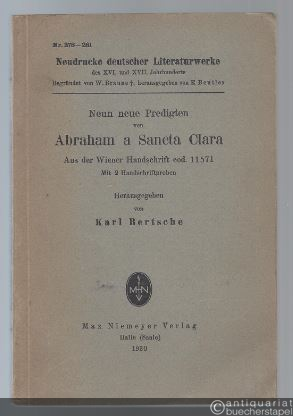 Nr. 278—281
Neudrucke deutscher Literaturwerke
des XVI. und XVII. Jahrhunderts
Begründet von W. Braune †, herausgegeben von E. Beutler
Neun neue Predigten
von
Abraham a Sancta Clara
Aus der Wiener Handschrift cod. 11571
Mit 2 Handschriftproben
Herausgegeben
von
Karl Bertsche
M N V
Max Niemeyer Verlag
Halle (Saale)
1930
© antiquariat
buecherstapel